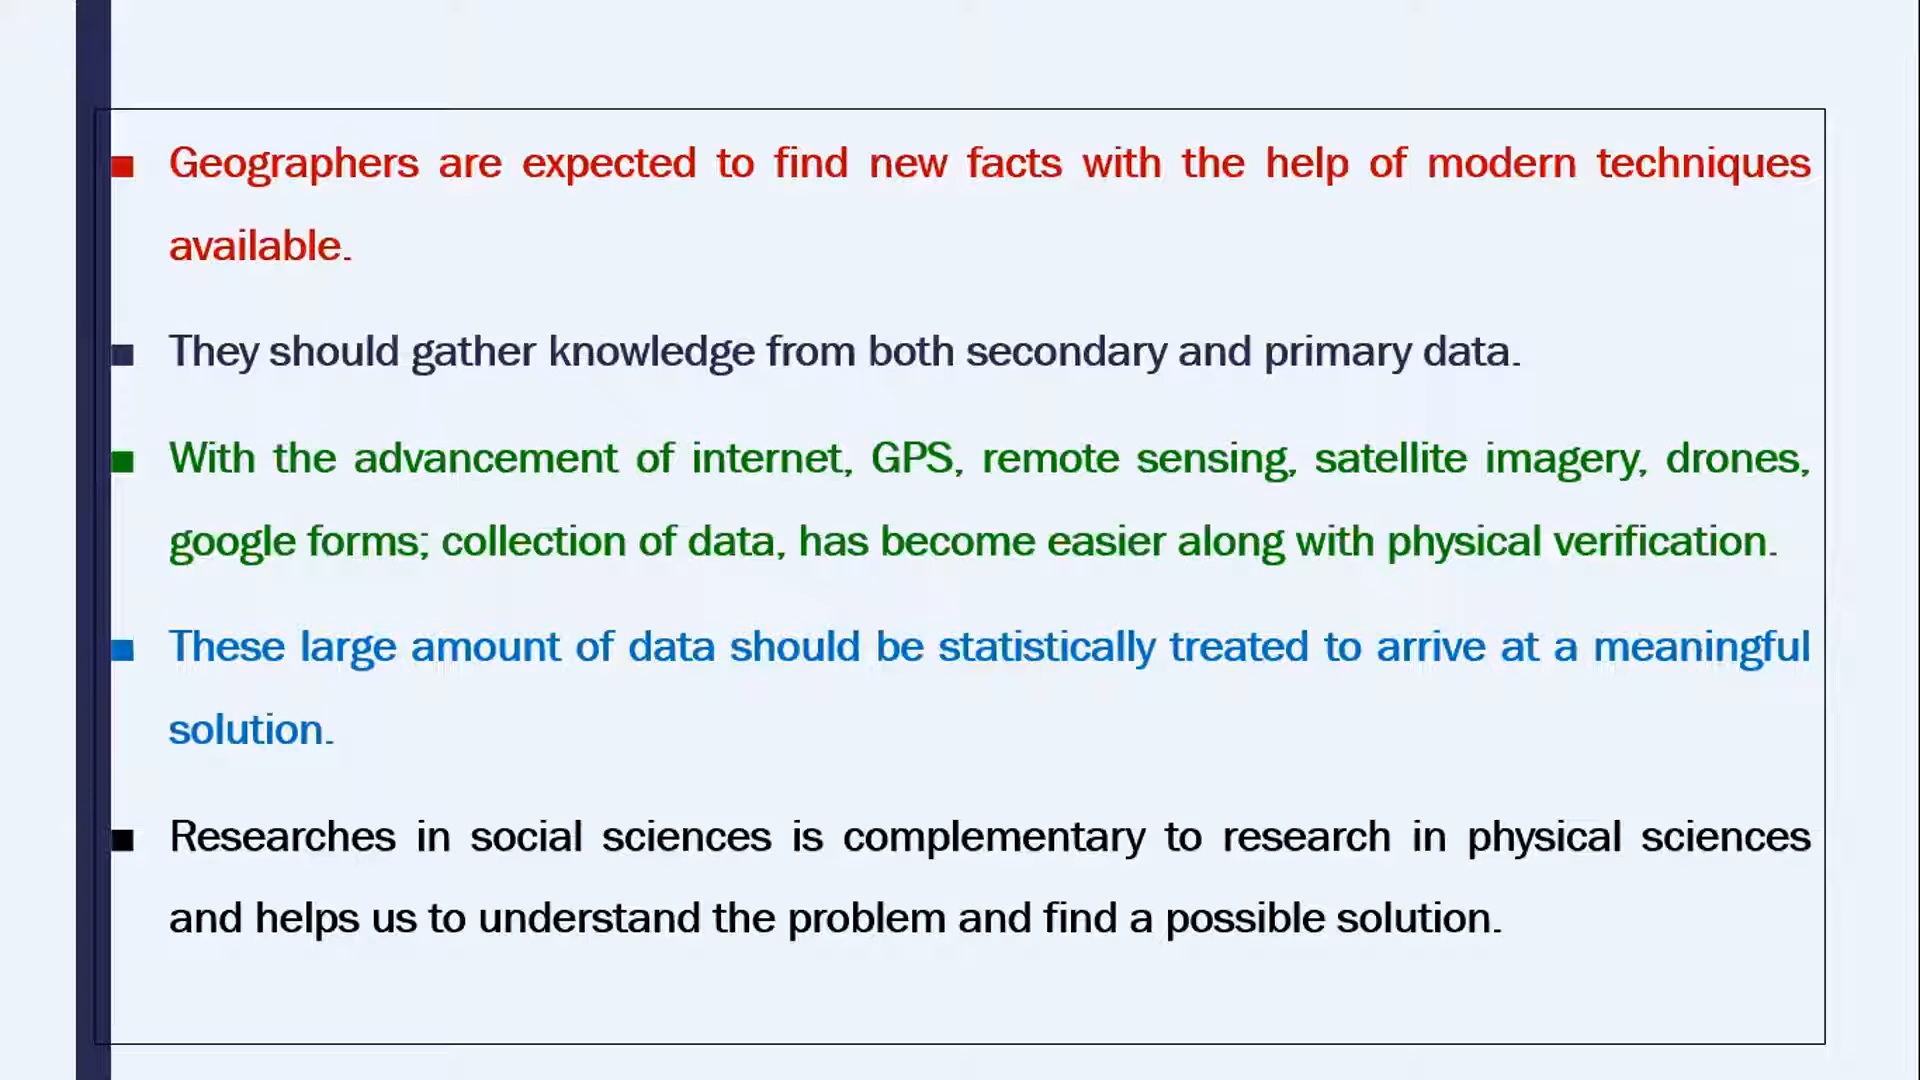 Geographers are expected to find new facts with the help of modern techniques
available.
They should gather knowledge from both secondary and primary data.
With the advancement of internet, GPS, remote sensing, satellite imagery, drones,
google forms; collection of data, has become easier along with physical verification.
These large amount of data should be statistically treated to arrive at a meaningful
solution.
Researches in social sciences is complementary to research in physical sciences
and helps us to understand the problem and find a possible solution.